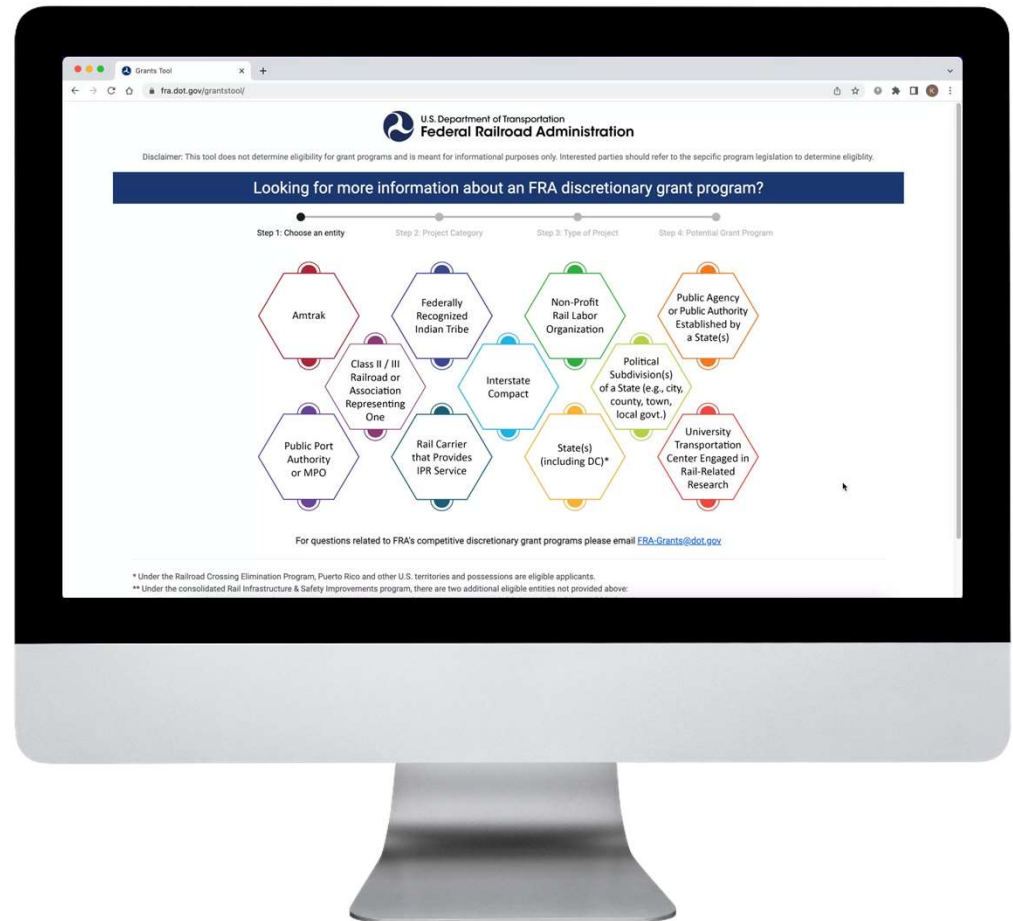 Grants Tool
fra.dot.gov/grantstool/
K
U.S. Department of Transportation
Federal Railroad Administration
Disclaimer: This tool does not determine eligibility for grant programs and is meant for informational purposes only. Interested parties should refer to the sepcific program legislation to determine eligiblity.
Looking for more information about an FRA discretionary grant program?
Step 1: Choose an entity
Step 2: Project Category
Step 3: Type of Project
Step 4: Potential Grant Program
Amtrak
Federally
Recognized
Indian Tribe
Non-Profit
Rail Labor
Organization
Public Agency
or Public Authority
Established by
a State(s)
Class II / III
Railroad or
Association
Representing
One
Interstate
Compact
Political
Subdivision(s)
of a State (e.g., city,
county, town,
local govt.)
Public Port
Authority
or MPO
Rail Carrier
that Provides
IPR Service
State(s)
(including DC)*
University
Transportation
Center Engaged in
Rail-Related
Research
For questions related to FRA's competitive discretionary grant programs please email FRA-Grants@dot.gov
* Under the Railroad Crossing Elimination Program, Puerto Rico and other U.S. territories and possessions are eligible applicants.
** Under the consolidated Rail Infrastructure & Safety Improvements program, there are two additional eligible entities not provided above: